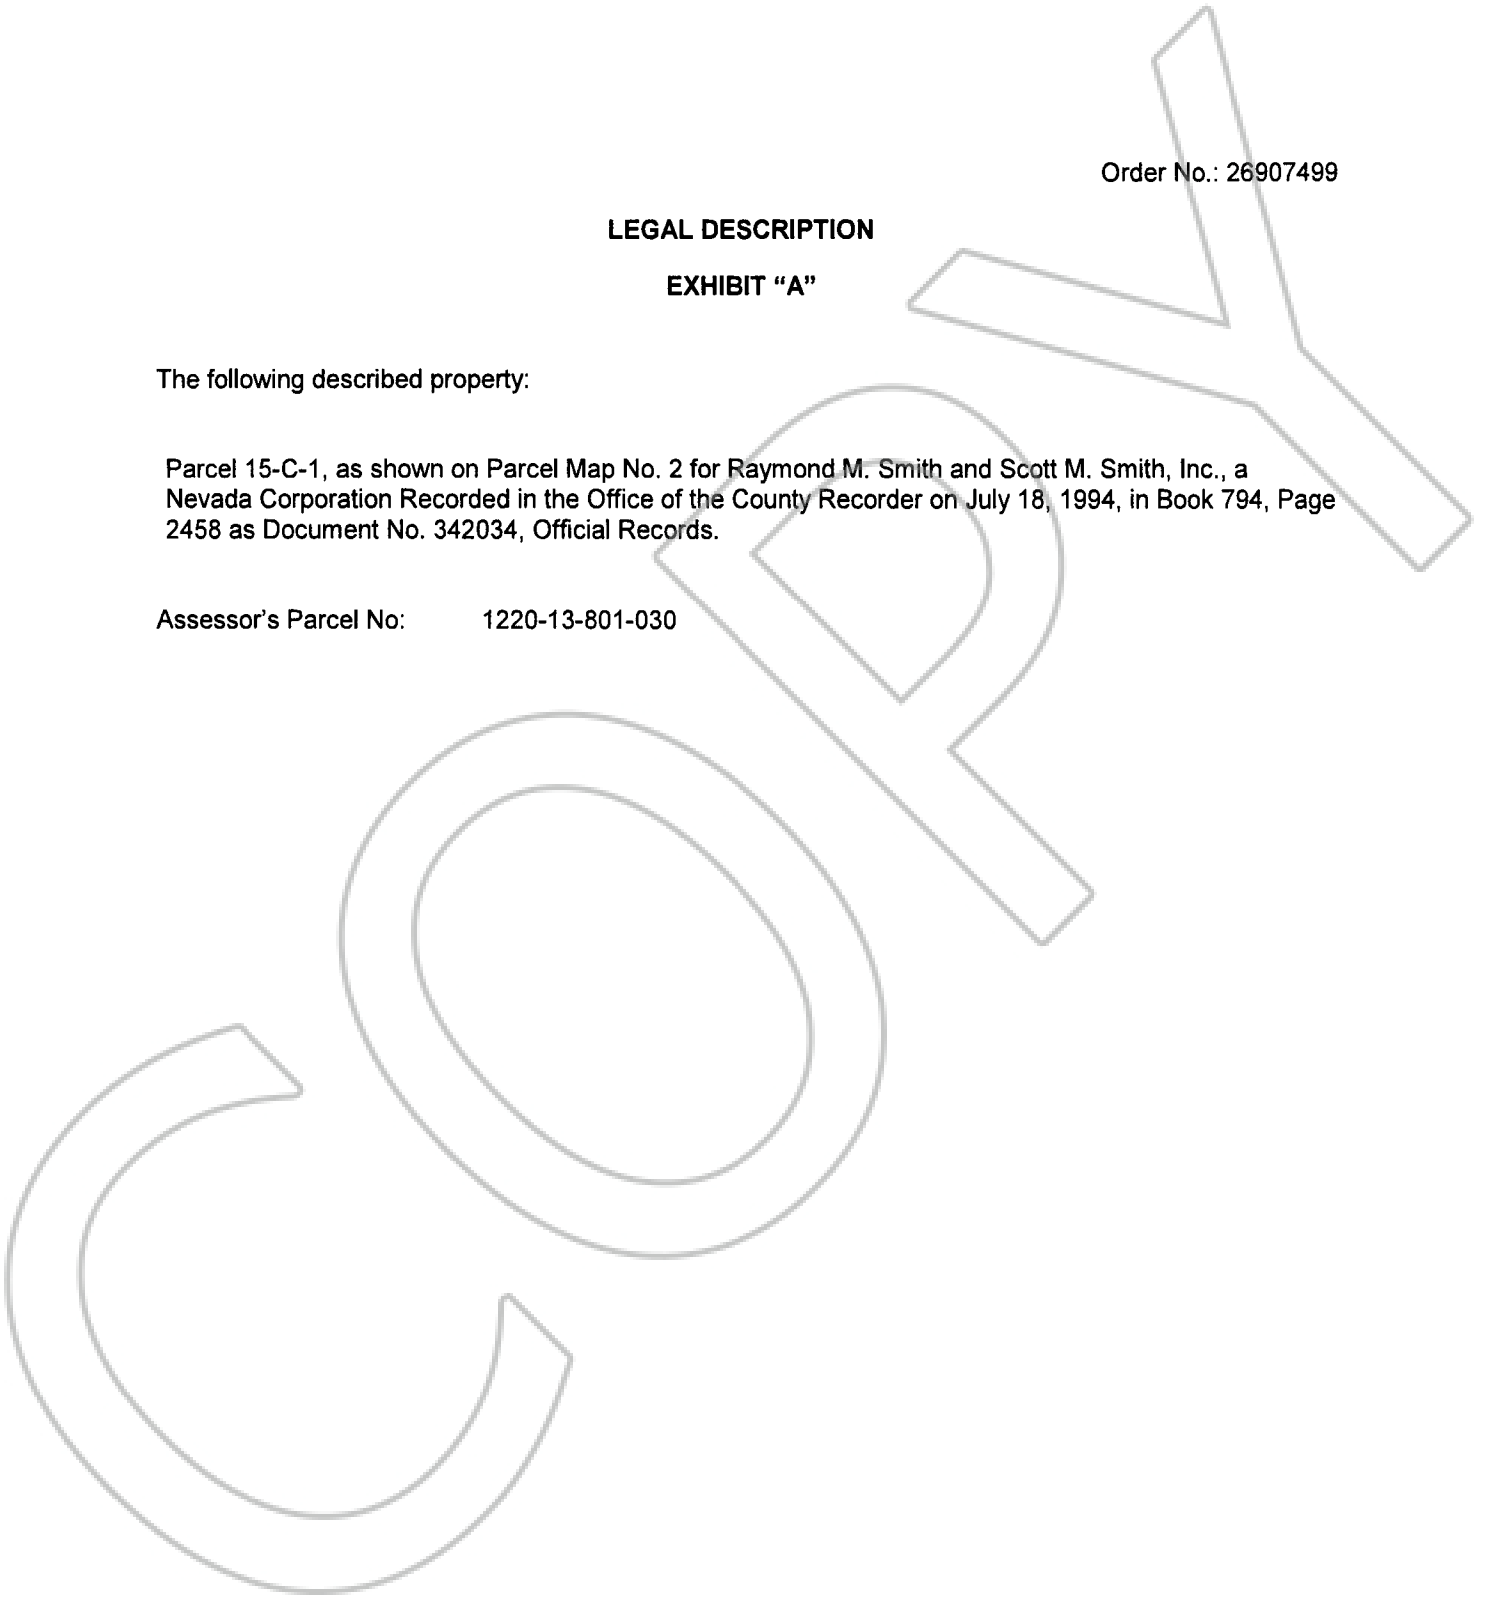 Order No.: 26907499
LEGAL DESCRIPTION
EXHIBIT “A”
The following described property:
Parcel 15-C-1, as shown on Parcel Map No. 2 for Raymond M. Smith and Scott M. Smith, Inc., a
Nevada Corporation Recorded in the Office of the County Recorder on July 18, 1994, in Book 794, Page
2458 as Document No. 342034, Official Records.
Assessor’s Parcel No: 1220-13-801-030
COPY